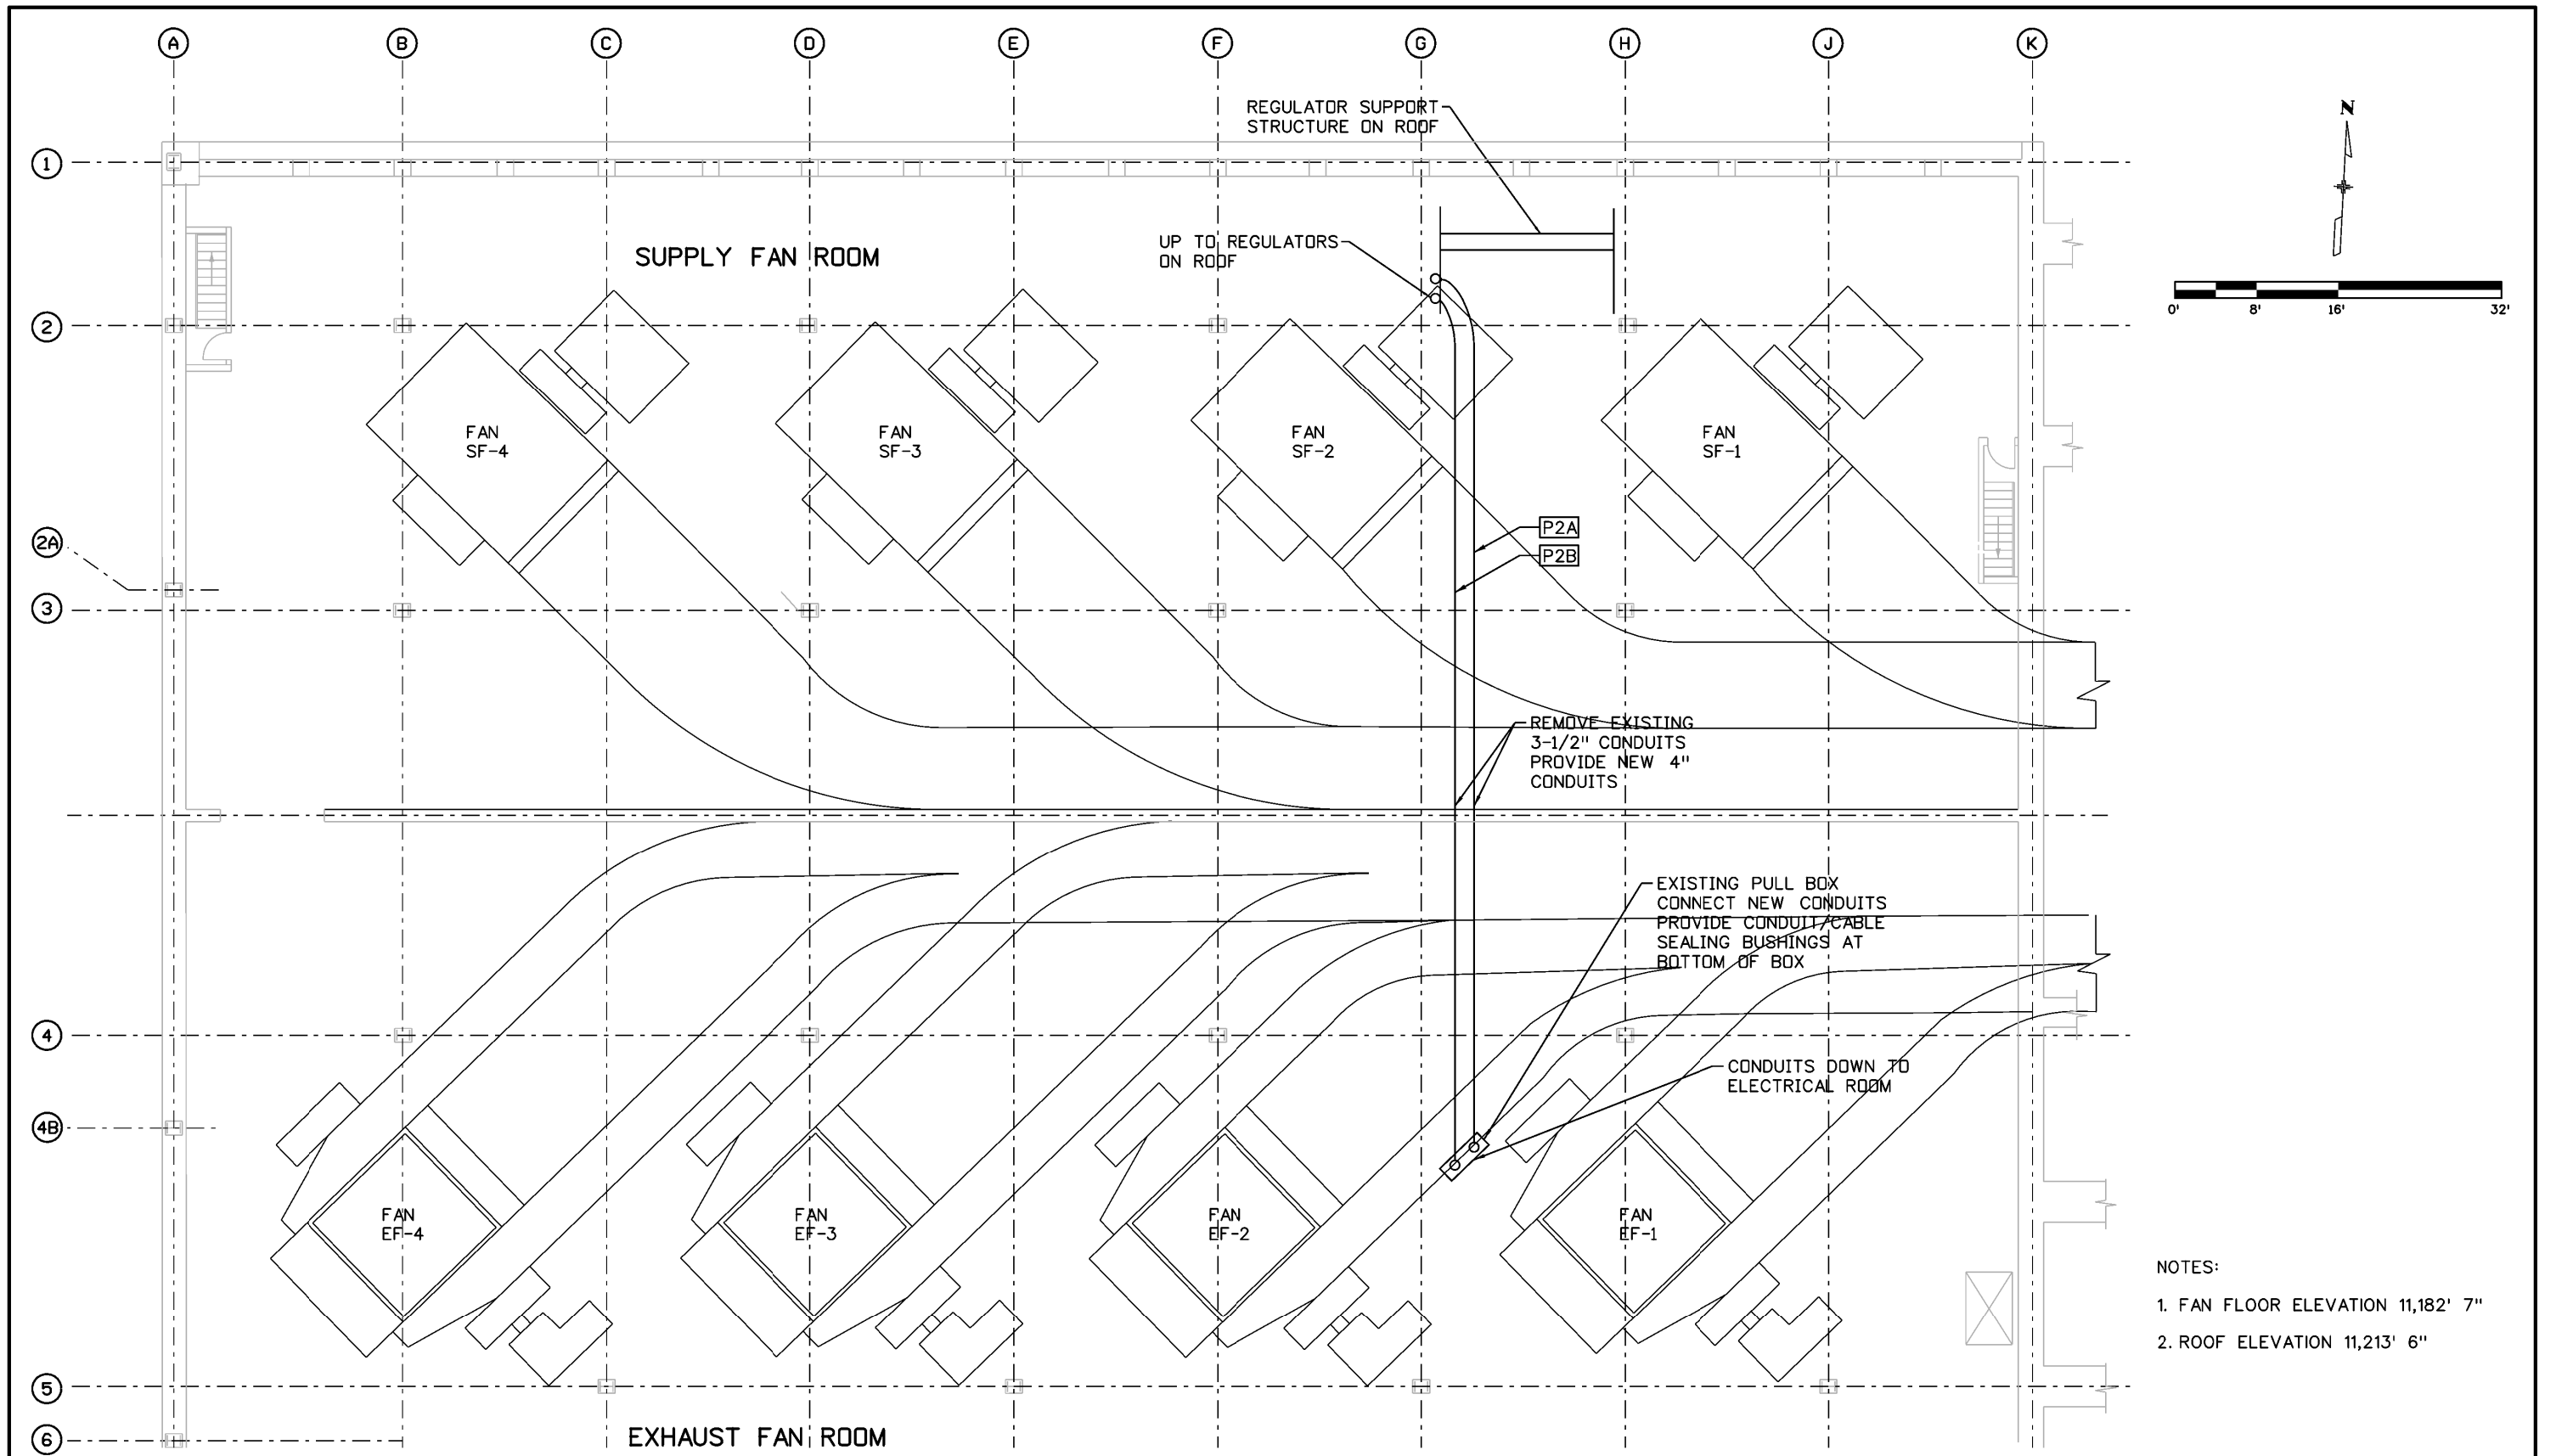 A B C D E F G H J K
REGULATOR SUPPORT
STRUCTURE ON ROOF
N
1
UP TO REGULATORS
ON ROOF
SUPPLY FAN ROOM
0' 8' 16' 32'
2
FAN
SF-4
FAN
SF-3
FAN
SF-2
FAN
SF-1
2A
P2A
P2B
3
REMOVE EXISTING
3-1/2" CONDUITS
PROVIDE NEW 4"
CONDUITS
EXISTING PULL BOX
CONNECT NEW CONDUITS
PROVIDE CONDUIT/CABLE
SEALING BUSHINGS AT
BOTTOM OF BOX
4
CONDUITS DOWN TO
ELECTRICAL ROOM
4B
FAN
EF-4
FAN
EF-3
FAN
EF-2
FAN
EF-1
NOTES:
1. FAN FLOOR ELEVATION 11,182' 7"
2. ROOF ELEVATION 11,213' 6"
5
6
EXHAUST FAN ROOM